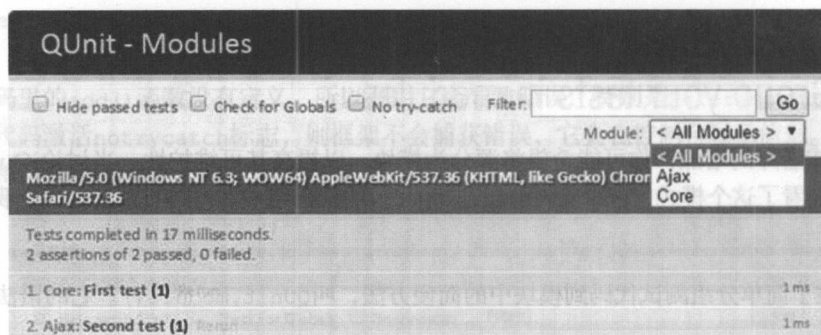 QUnit - Modules
Hide passed tests Check for Globals No try-catch Filter: Go
Module: < All Modules >
< All Modules >
Ajax
Core
Mozilla/5.0 (Windows NT 6.3; WOW64) AppleWebKit/537.36 (KHTML, like Gecko) Chror
Safari/537.36
Tests completed in 17 milliseconds.
2 assertions of 2 passed, 0 failed.
1. Core: First test (1) Rerun 1 ms
2. Ajax: Second test (1) Rerun 1 ms